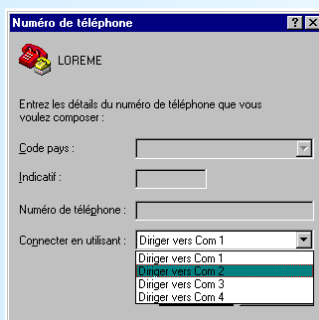 Numéro de téléphone
LOREME
Entrez les détails du numéro de téléphone que vous
voulez composer :
Code pays :
Indicatif :
Numéro de téléphone :
Connecter en utilisant : Diriger vers Com 1
Diriger vers Com 1
Diriger vers Com 2
Diriger vers Com 3
Diriger vers Com 4